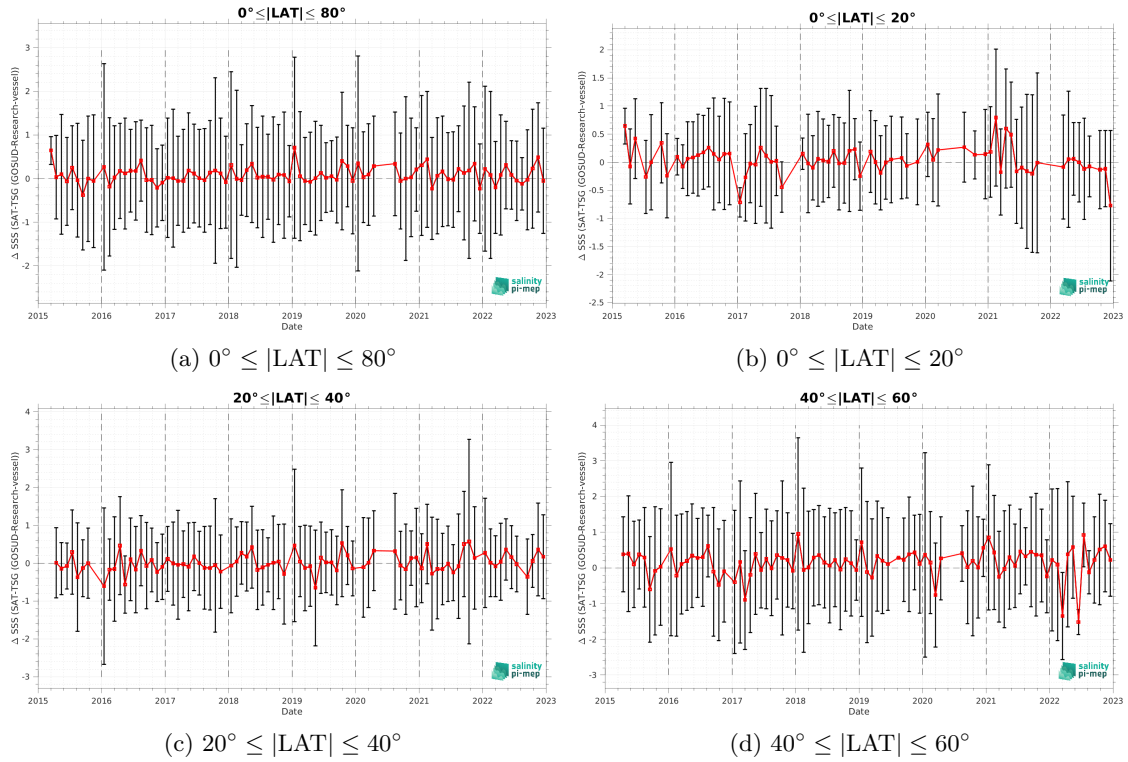 0°≤|LAT|≤ 80°
Δ SSS (SAT-TSG (GOSUD-Research-vessel))
3
2
1
0
-1
-2
2015 2016 2017 2018 2019 2020 2021 2022 2023
Date
salinity
pi-mep
(a) 0° ≤ |LAT| ≤ 80°
0°≤|LAT|≤ 20°
Δ SSS (SAT-TSG (GOSUD-Research-vessel))
2
1.5
1
0.5
0
-0.5
-1
-1.5
-2
-2.5
2015 2016 2017 2018 2019 2020 2021 2022 2023
Date
salinity
pi-mep
(b) 0° ≤ |LAT| ≤ 20°
20°≤|LAT|≤ 40°
Δ SSS (SAT-TSG (GOSUD-Research-vessel))
4
3
2
1
0
-1
-2
-3
2015 2016 2017 2018 2019 2020 2021 2022 2023
Date
salinity
pi-mep
(c) 20° ≤ |LAT| ≤ 40°
40°≤|LAT|≤ 60°
Δ SSS (SAT-TSG (GOSUD-Research-vessel))
4
3
2
1
0
-1
-2
-3
2015 2016 2017 2018 2019 2020 2021 2022 2023
Date
salinity
pi-mep
(d) 40° ≤ |LAT| ≤ 60°